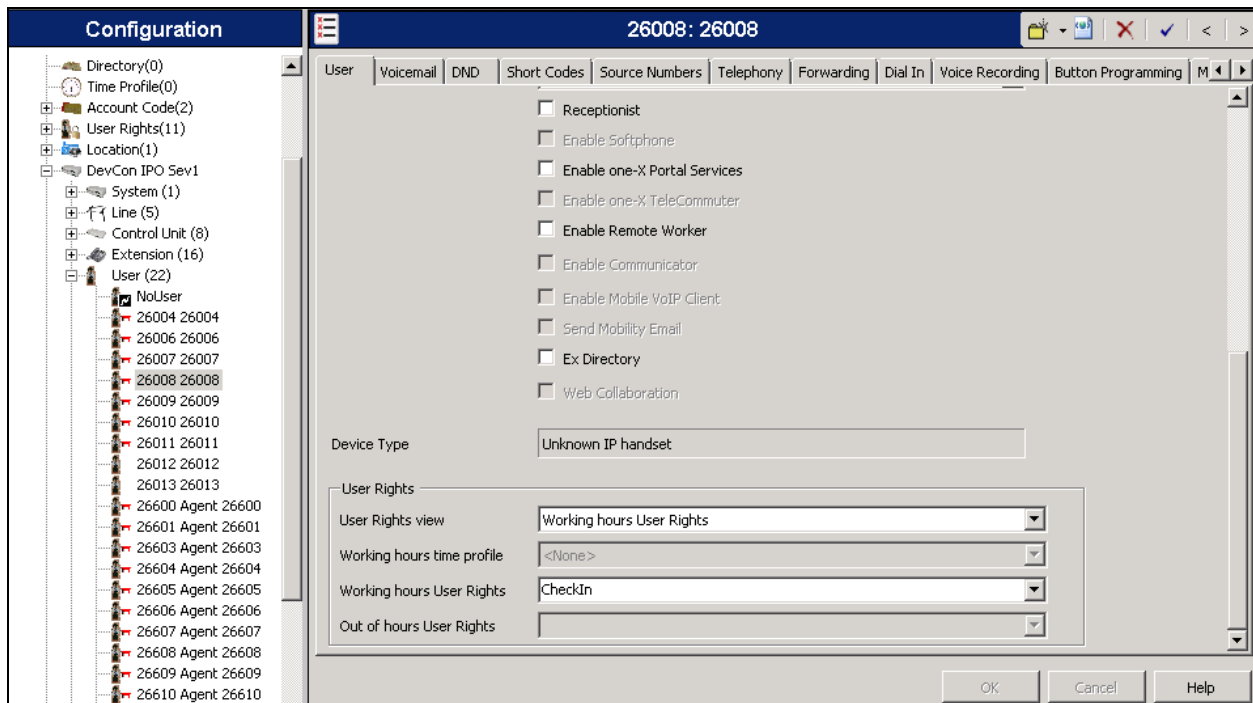 Configuration
Directory(0)
Time Profile(0)
Account Code(2)
User Rights(11)
Location(1)
DevCon IPO Sev1
System (1)
Line (5)
Control Unit (8)
Extension (16)
User (22)
NoUser
26004 26004
26006 26006
26007 26007
26008 26008
26009 26009
26010 26010
26011 26011
26012 26012
26013 26013
26600 Agent 26600
26601 Agent 26601
26603 Agent 26603
26604 Agent 26604
26605 Agent 26605
26606 Agent 26606
26607 Agent 26607
26608 Agent 26608
26609 Agent 26609
26610 Agent 26610
26008: 26008
User Voicemail DND Short Codes Source Numbers Telephony Forwarding Dial In Voice Recording Button Programming M
Receptionist
Enable Softphone
Enable one-X Portal Services
Enable one-X TeleCommuter
Enable Remote Worker
Enable Communicator
Enable Mobile VoIP Client
Send Mobility Email
Ex Directory
Web Collaboration
Device Type Unknown IP handset
User Rights
User Rights view Working hours User Rights
Working hours time profile <None>
Working hours User Rights CheckIn
Out of hours User Rights
OK Cancel Help